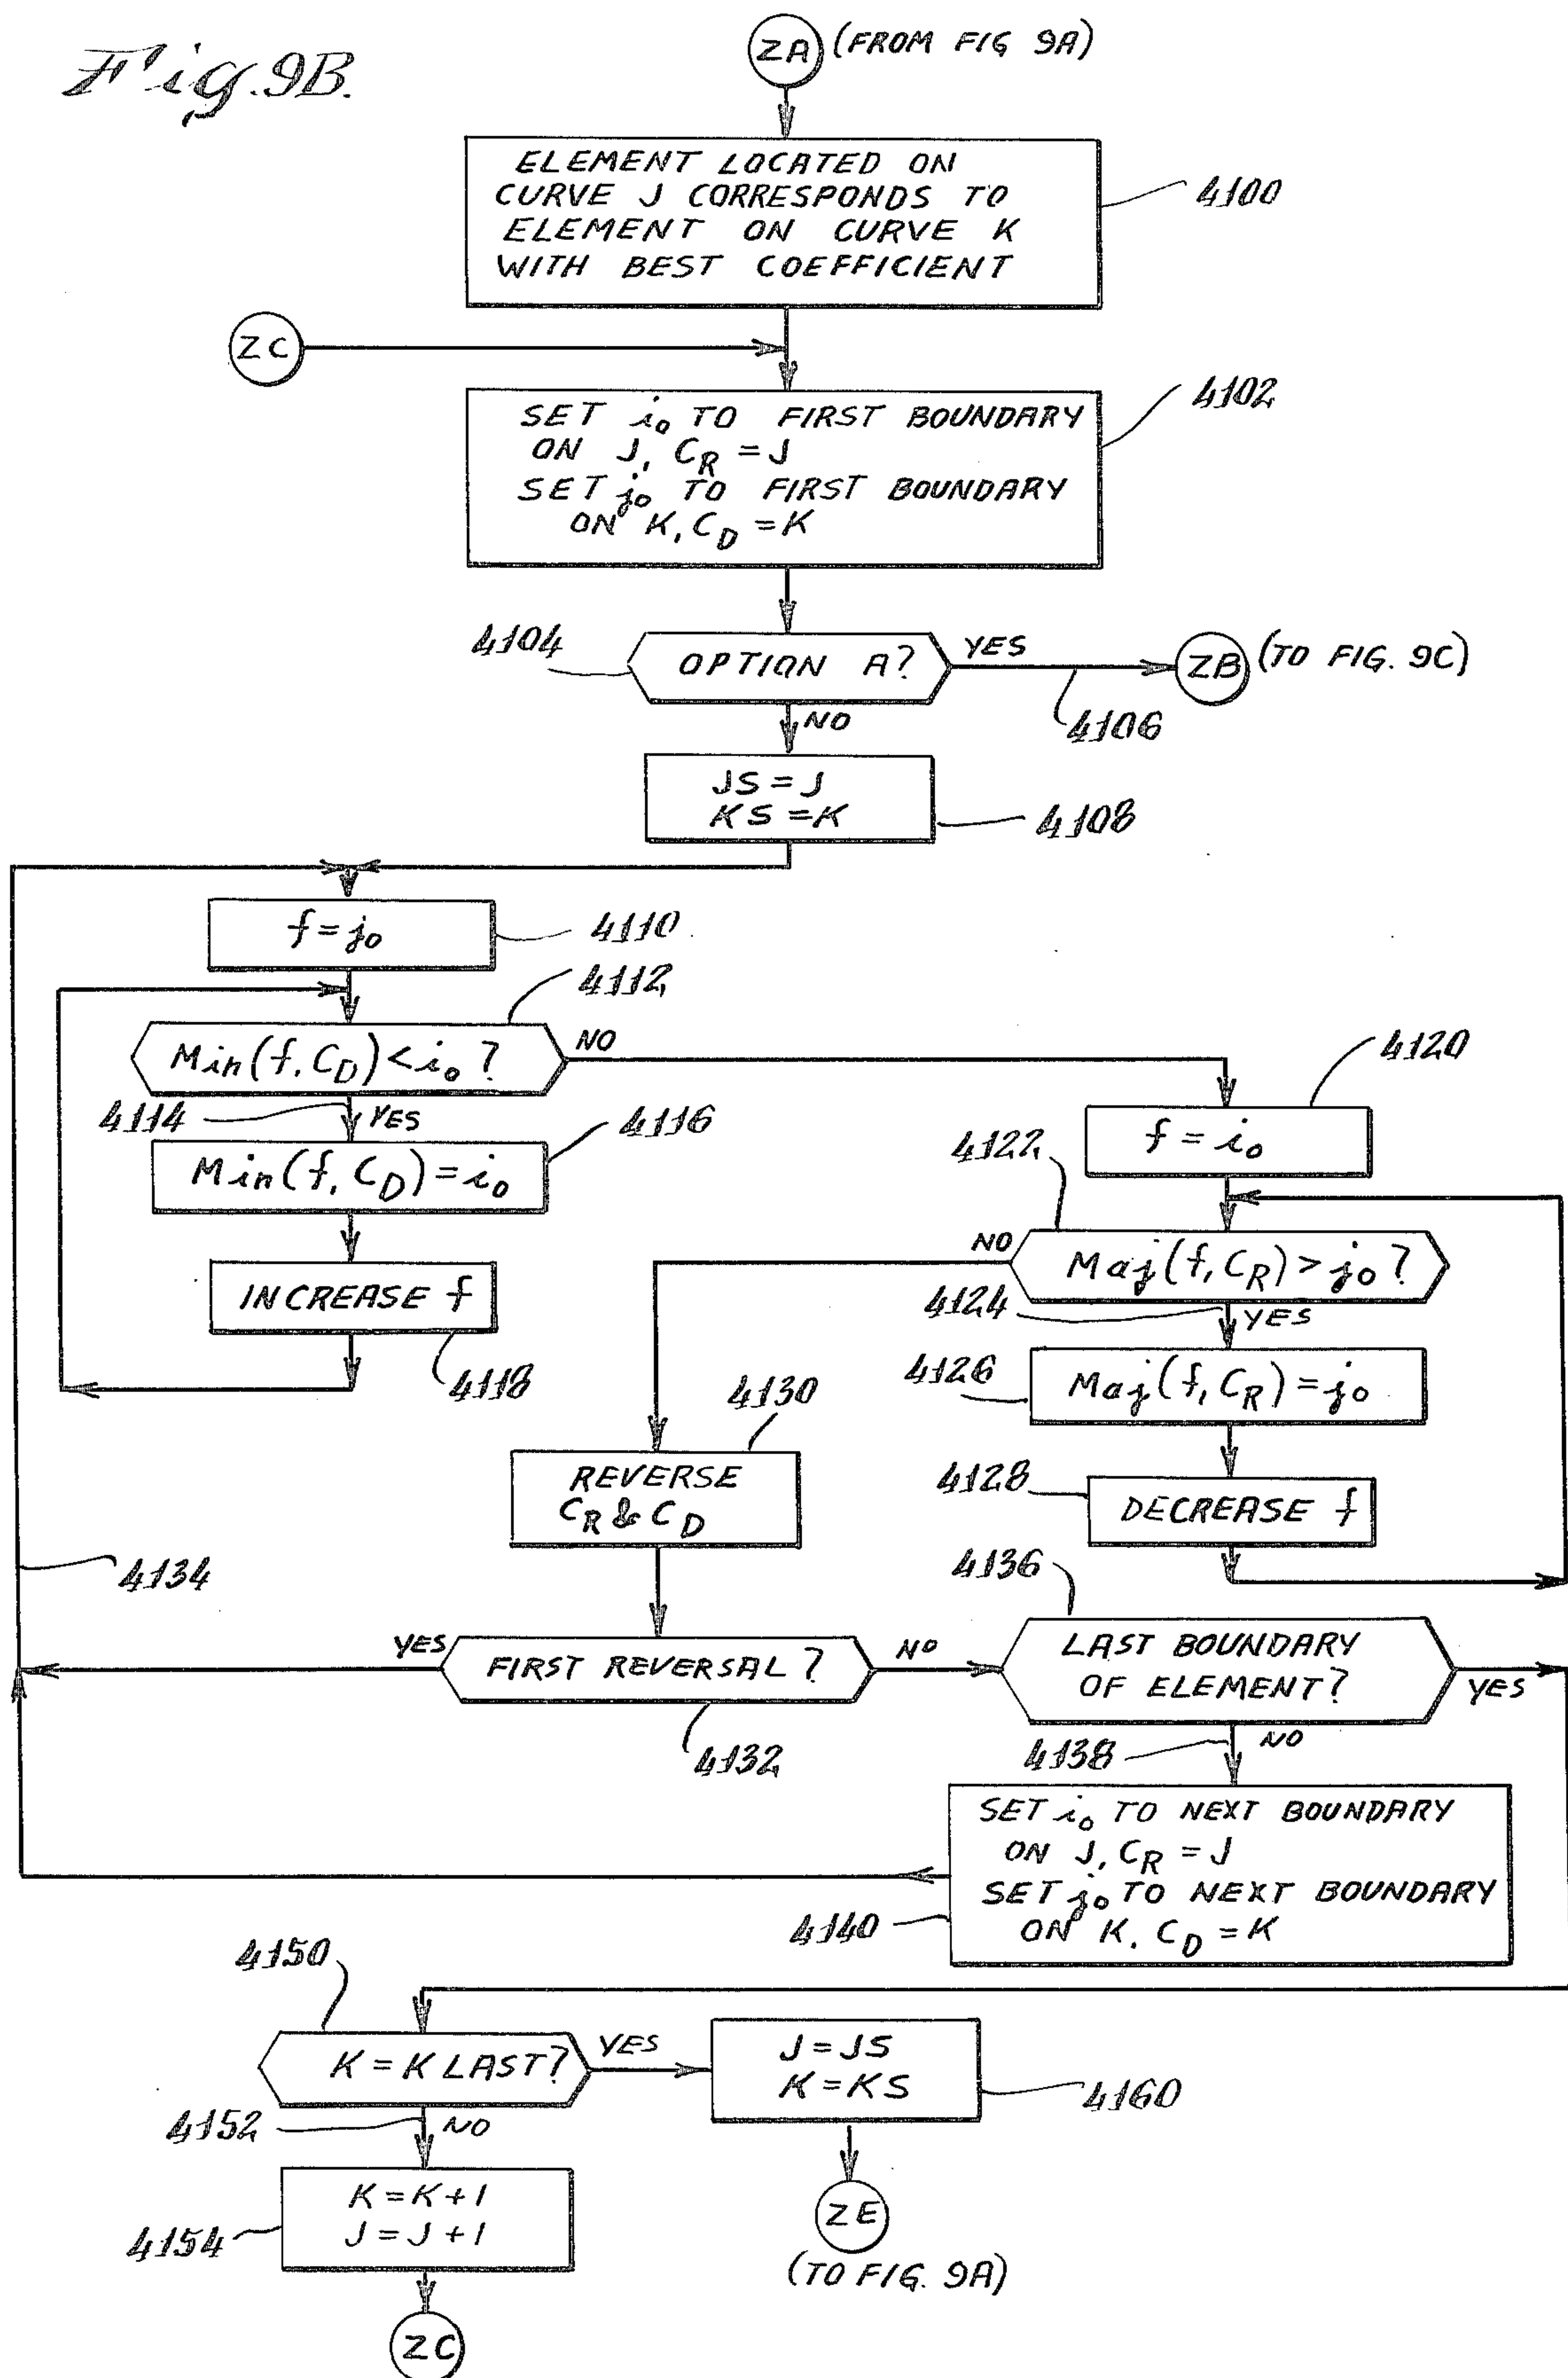 Fig. 9B.
ZA (FROM FIG 9A)
ELEMENT LOCATED ON
CURVE J CORRESPONDS TO
ELEMENT ON CURVE K
WITH BEST COEFFICIENT
4100
ZC
SET i₀ TO FIRST BOUNDARY
ON J, C_R = J
SET j₀ TO FIRST BOUNDARY
ON K, C_D = K
4102
4104
OPTION A?
YES
ZB (TO FIG. 9C)
4106
NO
JS = J
KS = K
4108
f = j₀
4110
4112
Min(f, C_D) < i₀ ?
NO
4114
YES
4116
Min(f, C_D) = i₀
INCREASE f
4118
4120
f = i₀
4122
NO
Maj(f, C_R) > j₀ ?
4124
YES
4126
Maj(f, C_R) = j₀
4128
DECREASE f
4130
REVERSE
C_R & C_D
4134
YES
FIRST REVERSAL ?
NO
4132
4136
LAST BOUNDARY
OF ELEMENT?
YES
4138
NO
SET i₀ TO NEXT BOUNDARY
ON J, C_R = J
SET j₀ TO NEXT BOUNDARY
ON K, C_D = K
4140
4150
K = K LAST?
YES
J = JS
K = KS
4160
4152
NO
K = K + 1
J = J + 1
4154
ZE
(TO FIG. 9A)
ZC